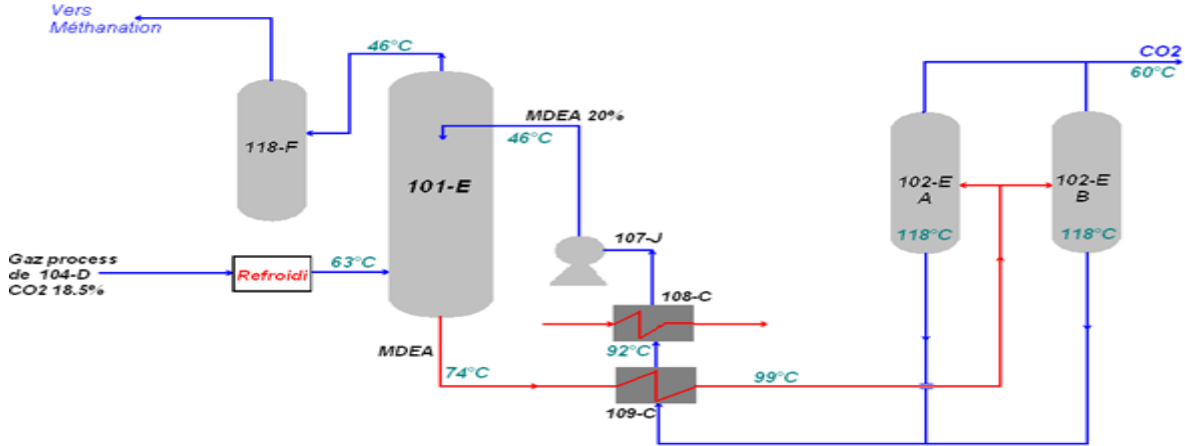 Vers
Méthanation
46°C
CO2
60°C
MDEA 20%
46°C
118-F
101-E
102-E
A
102-E
B
118°C
118°C
107-J
Gaz process
de 104-D
CO2 18.5%
Refroidi
63°C
108-C
MDEA
92°C
74°C
99°C
109-C